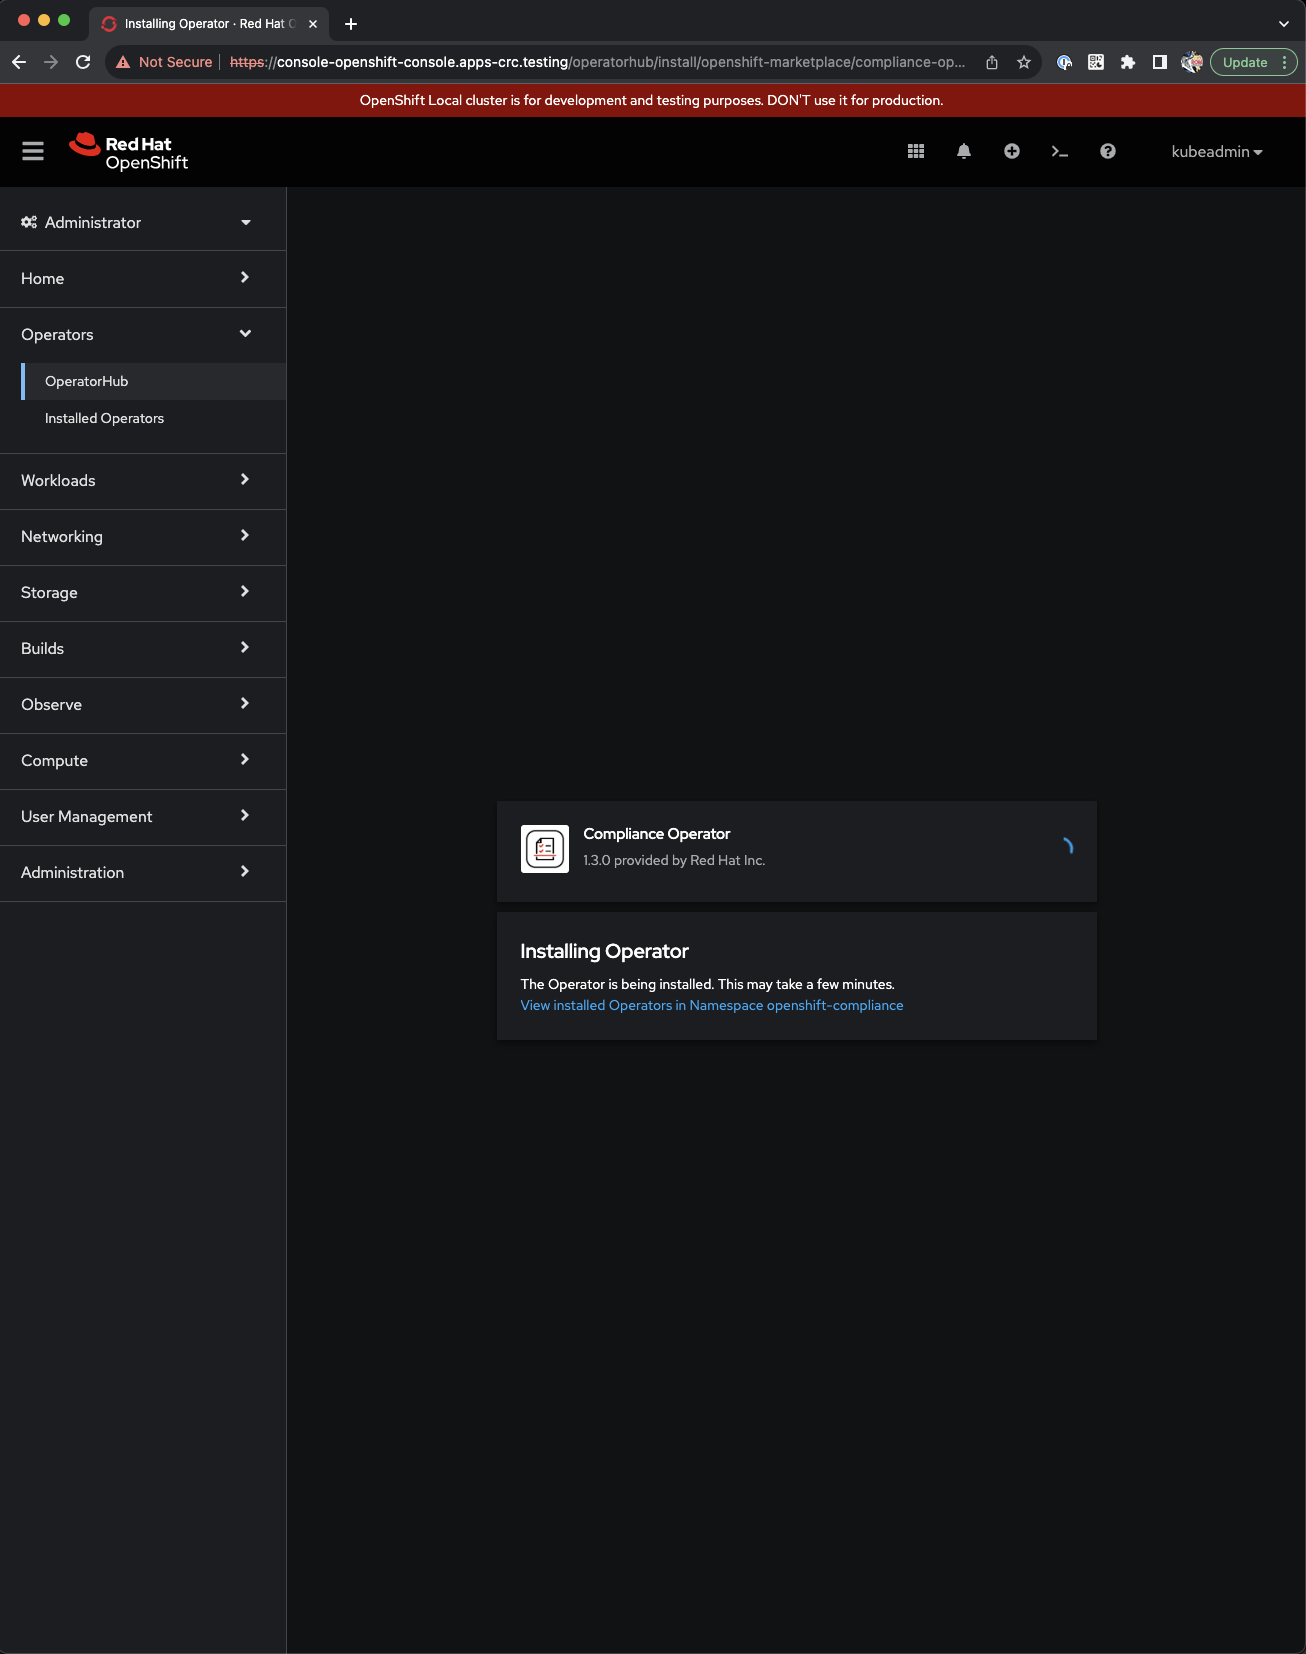 Installing Operator · Red Hat O
Not Secure
https://console-openshift-console.apps-crc.testing/operatorhub/install/openshift-marketplace/compliance-op...
Update
OpenShift Local cluster is for development and testing purposes. DON'T use it for production.
Red Hat
OpenShift
kubeadmin
Administrator
Home
Operators
OperatorHub
Installed Operators
Workloads
Networking
Storage
Builds
Observe
Compute
User Management
Administration
Compliance Operator
1.3.0 provided by Red Hat Inc.
Installing Operator
The Operator is being installed. This may take a few minutes.
View installed Operators in Namespace openshift-compliance